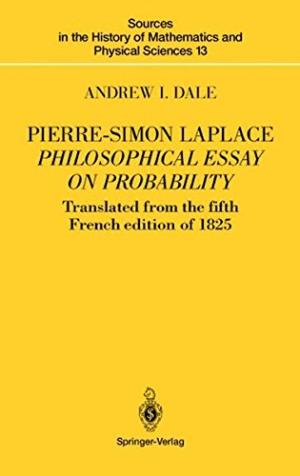 Sources
in the History of Mathematics and
Physical Sciences 13
ANDREW I. DALE
PIERRE-SIMON LAPLACE
PHILOSOPHICAL ESSAY
ON PROBABILITY
Translated from the fifth
French edition of 1825
Springer-Verlag